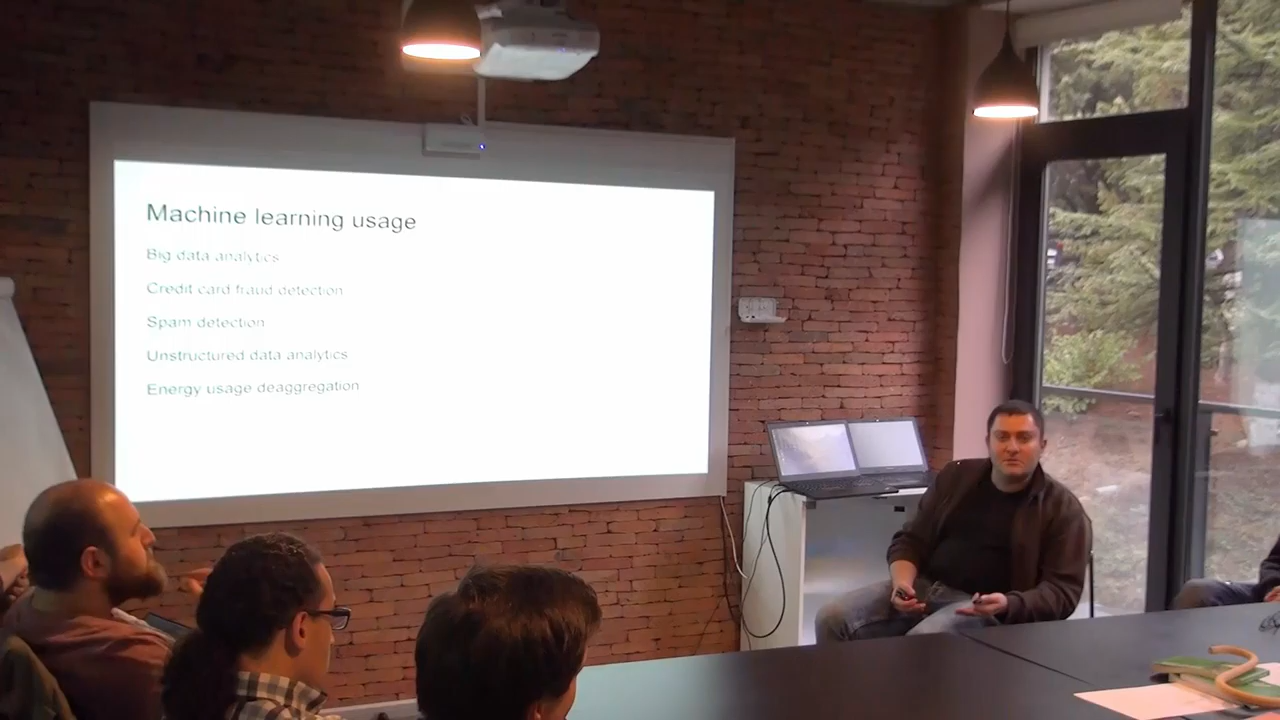 Machine learning usage
Big data analytics
Credit card fraud detection
Spam detection
Unstructured data analytics
Energy usage deaggregation